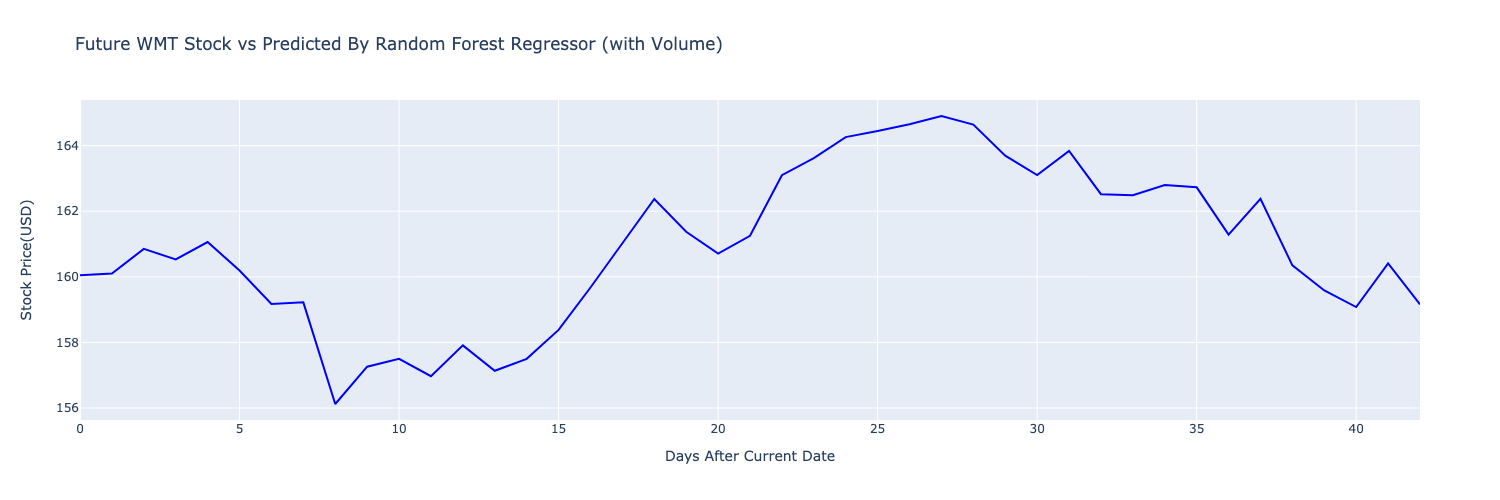 Future WMT Stock vs Predicted By Random Forest Regressor (with Volume)
Stock Price(USD)
164
162
160
158
156
0 5 10 15 20 25 30 35 40
Days After Current Date